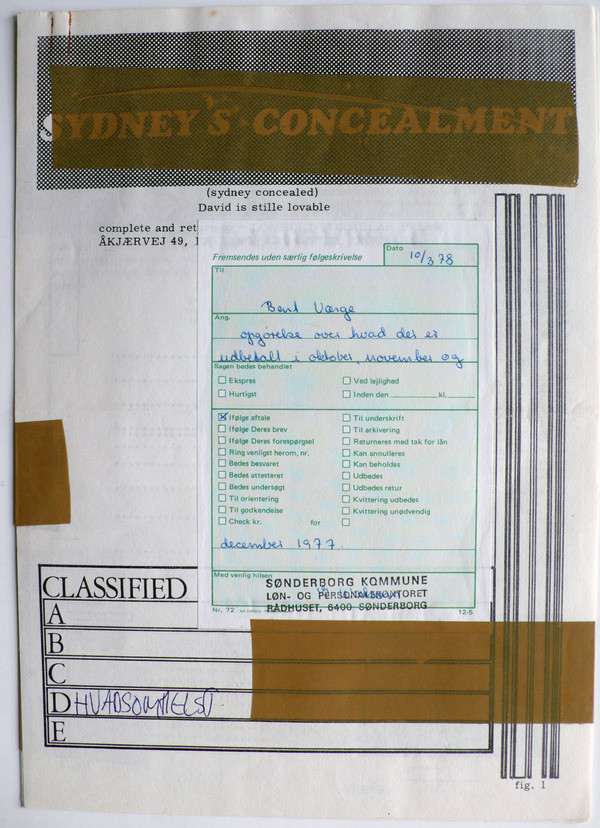 SYDNEY'S CONCEALMENT
(sydney concealed)
David is stille lovable
complete and ret
ÅKJÆRVEJ 49,
Fremsendes uden særlig følgeskrivelse
Dato
10/3 78
Til
Bent Værge
Ang.
opgørelse over hvad der er
udbetalt i oktober, november og
Sagen bedes behandlet
Ekspres
Ved lejlighed
Hurtigst
Inden den kl.
Ifølge aftale
Til underskrift
Ifølge Deres brev
Til arkivering
Ifølge Deres forespørgsel
Returneres med tak for lån
Ring venligst herom, nr.
Kan annulleres
Bedes besvaret
Kan beholdes
Bedes attesteret
Udbedes
Bedes undersøgt
Udbedes retur
Til orientering
Kvittering udbedes
Til godkendelse
Kvittering unødvendig
Check kr. for
december 1977.
Med venlig hilsen
SØNDERBORG KOMMUNE
LØN- OG PERSONALEKONTORET
RÅDHUSET, 6400 SØNDERBORG
Nr. 72
12-5
CLASSIFIED
A
B
C
D HVADSOMHELST
E
fig. 1